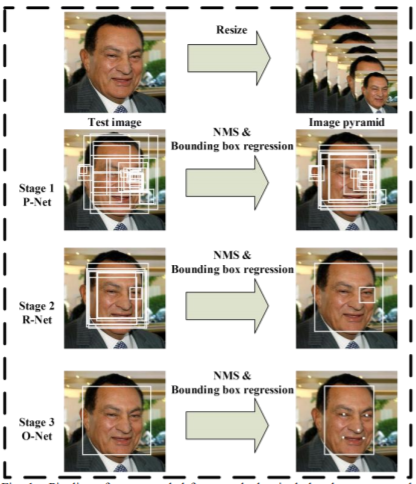 Resize
Test image
Image pyramid
NMS &
Bounding box regression
Stage 1
P-Net
NMS &
Bounding box regression
Stage 2
R-Net
NMS &
Bounding box regression
Stage 3
O-Net